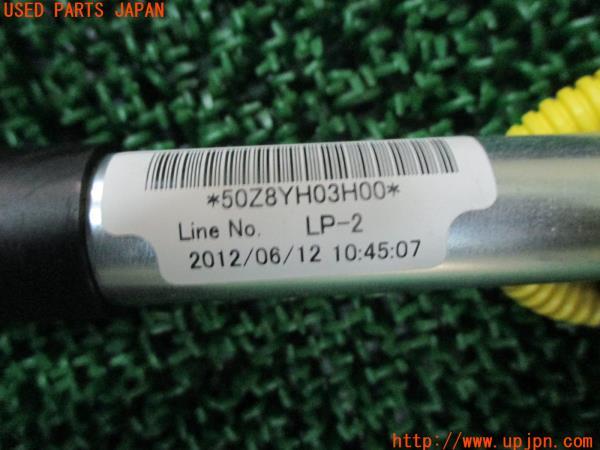 USED PARTS JAPAN
*50Z8YH03H00*
Line No. LP-2
2012/06/12 10:45:07
http://www.upjpn.com